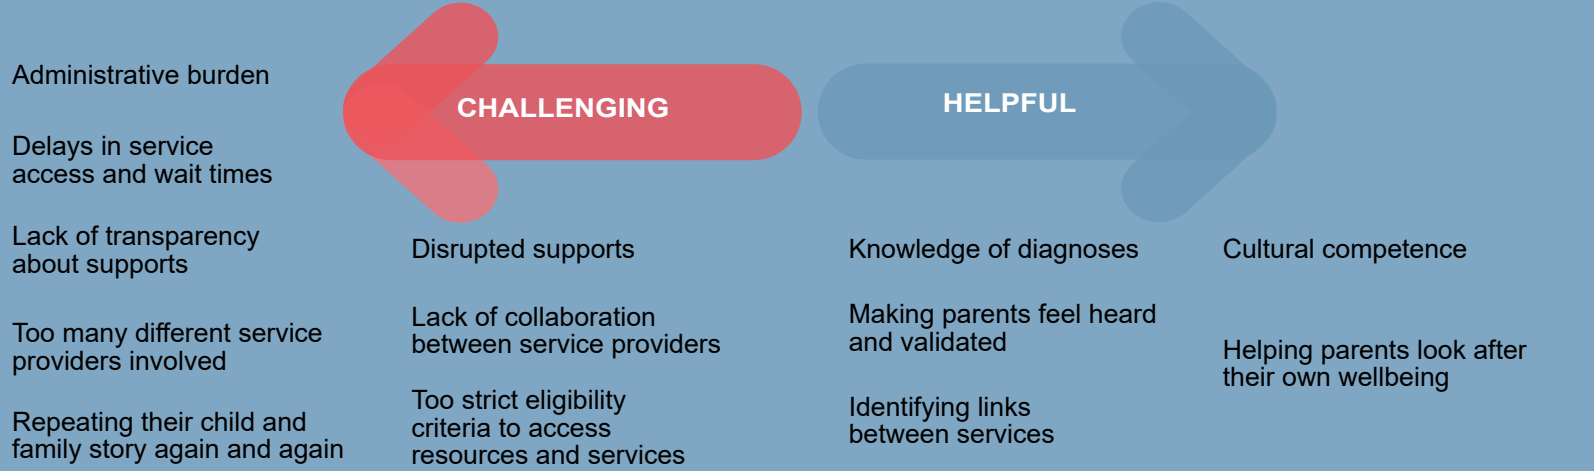 CHALLENGING
Administrative burden
Delays in service
access and wait times
Lack of transparency
about supports
Too many different service
providers involved
Repeating their child and
family story again and again
Disrupted supports
Lack of collaboration
between service providers
Too strict eligibility
criteria to access
resources and services
HELPFUL
Knowledge of diagnoses
Making parents feel heard
and validated
Identifying links
between services
Cultural competence
Helping parents look after
their own wellbeing